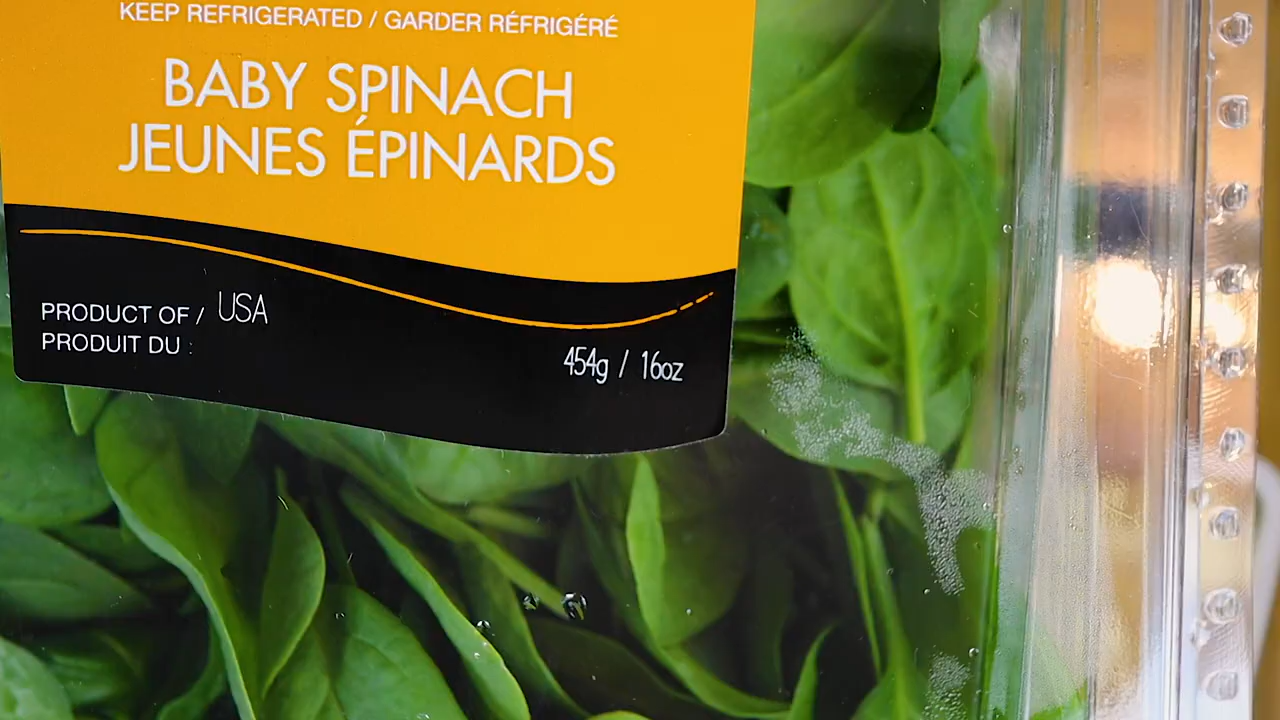 KEEP REFRIGERATED / GARDER RÉFRIGÉRÉ
BABY SPINACH
JEUNES ÉPINARDS
PRODUCT OF / USA
PRODUIT DU :
454g / 16oz